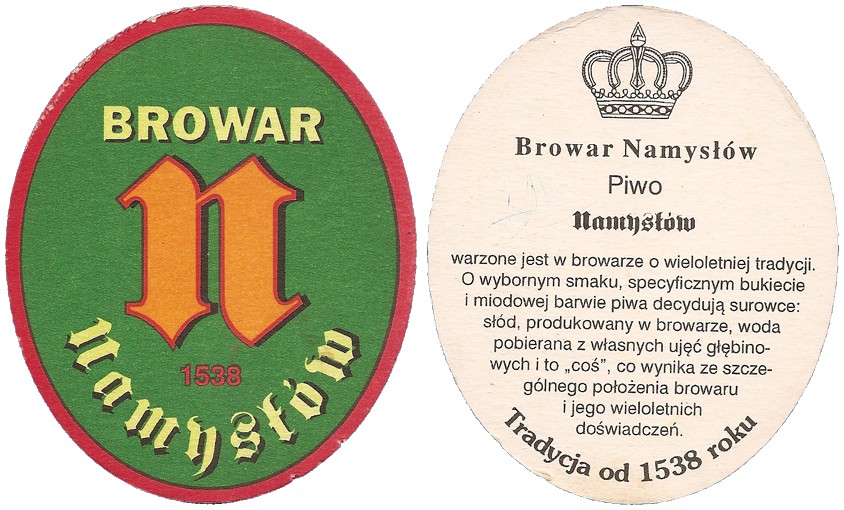 BROWAR
n
1538
Namysłów
Browar Namysłów
Piwo
Namysłów
warzone jest w browarze o wieloletniej tradycji.
O wybornym smaku, specyficznym bukiecie
i miodowej barwie piwa decydują surowce:
słód, produkowany w browarze, woda
pobierana z własnych ujęć głębino-
wych i to „coś”, co wynika ze szcze-
gólnego położenia browaru
i jego wieloletnich
doświadczeń.
Tradycja od 1538 roku